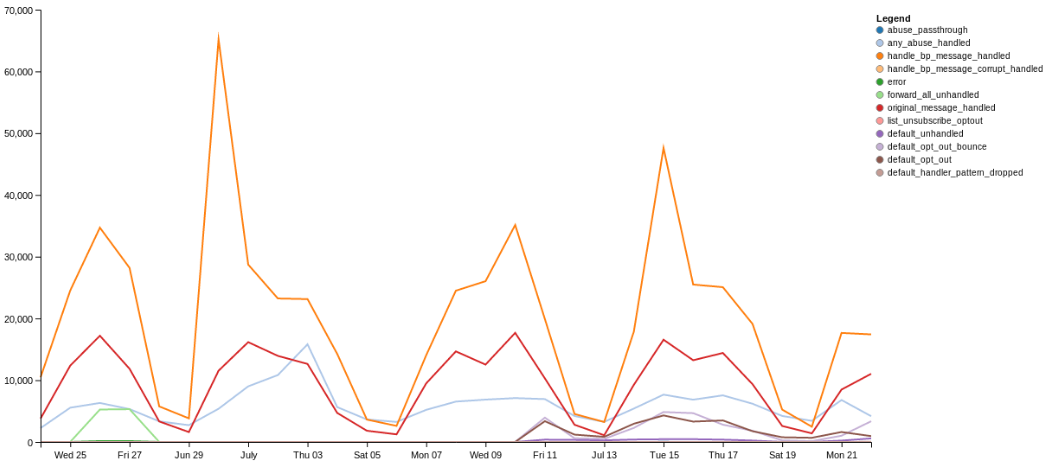 70,000
60,000
50,000
40,000
30,000
20,000
10,000
0
Wed 25 Fri 27 Jun 29 July Thu 03 Sat 05 Mon 07 Wed 09 Fri 11 Jul 13 Tue 15 Thu 17 Sat 19 Mon 21
Legend
abuse_passthrough
any_abuse_handled
handle_bp_message_handled
handle_bp_message_corrupt_handled
error
forward_all_unhandled
original_message_handled
list_unsubscribe_optout
default_unhandled
default_opt_out_bounce
default_opt_out
default_handler_pattern_dropped